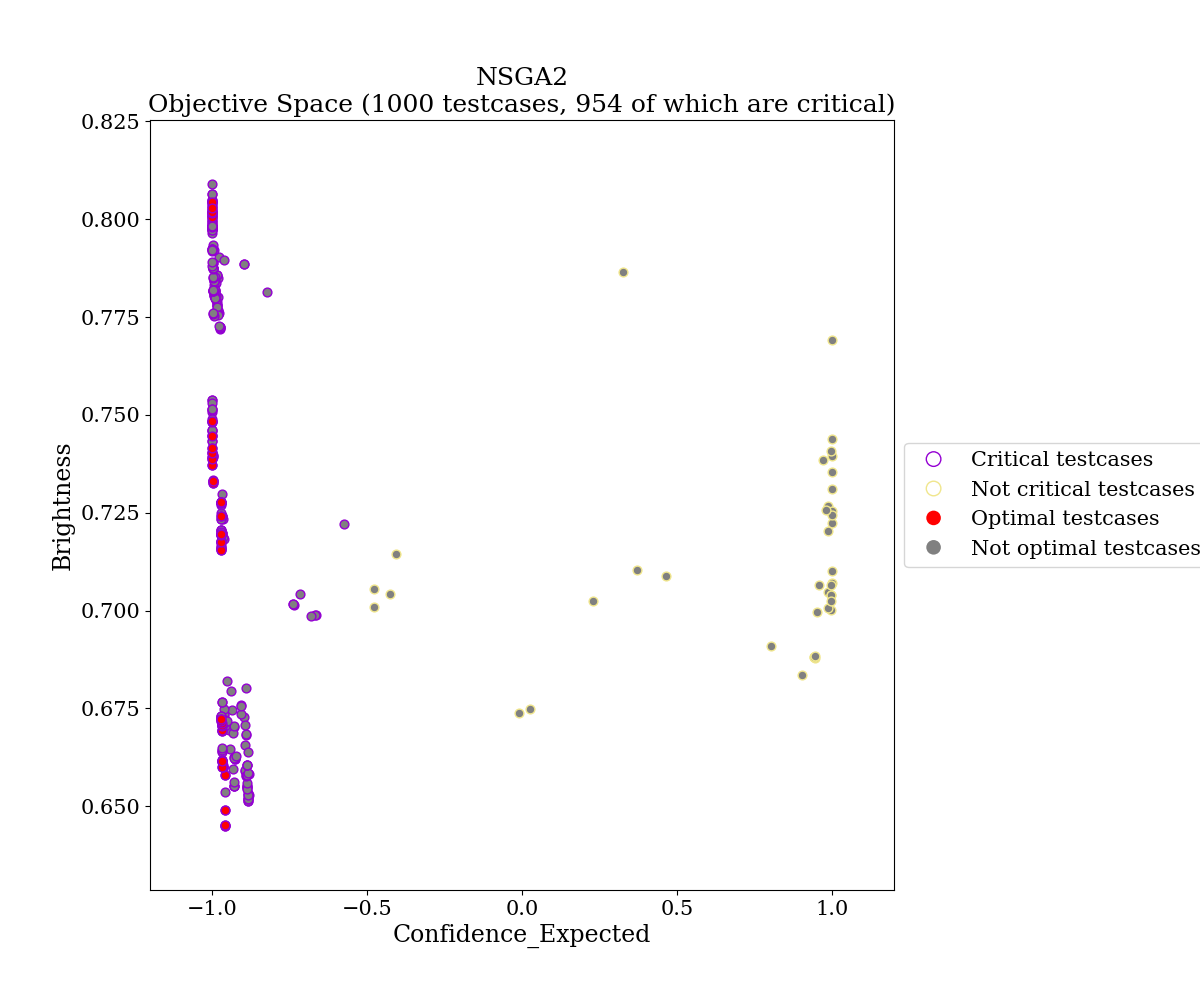 NSGA2
Objective Space (1000 testcases, 954 of which are critical)
0.825
0.800
0.775
0.750
0.725
0.700
0.675
0.650
Brightness
−1.0
−0.5
0.0
0.5
1.0
Confidence_Expected
Critical testcases
Not critical testcases
Optimal testcases
Not optimal testcases